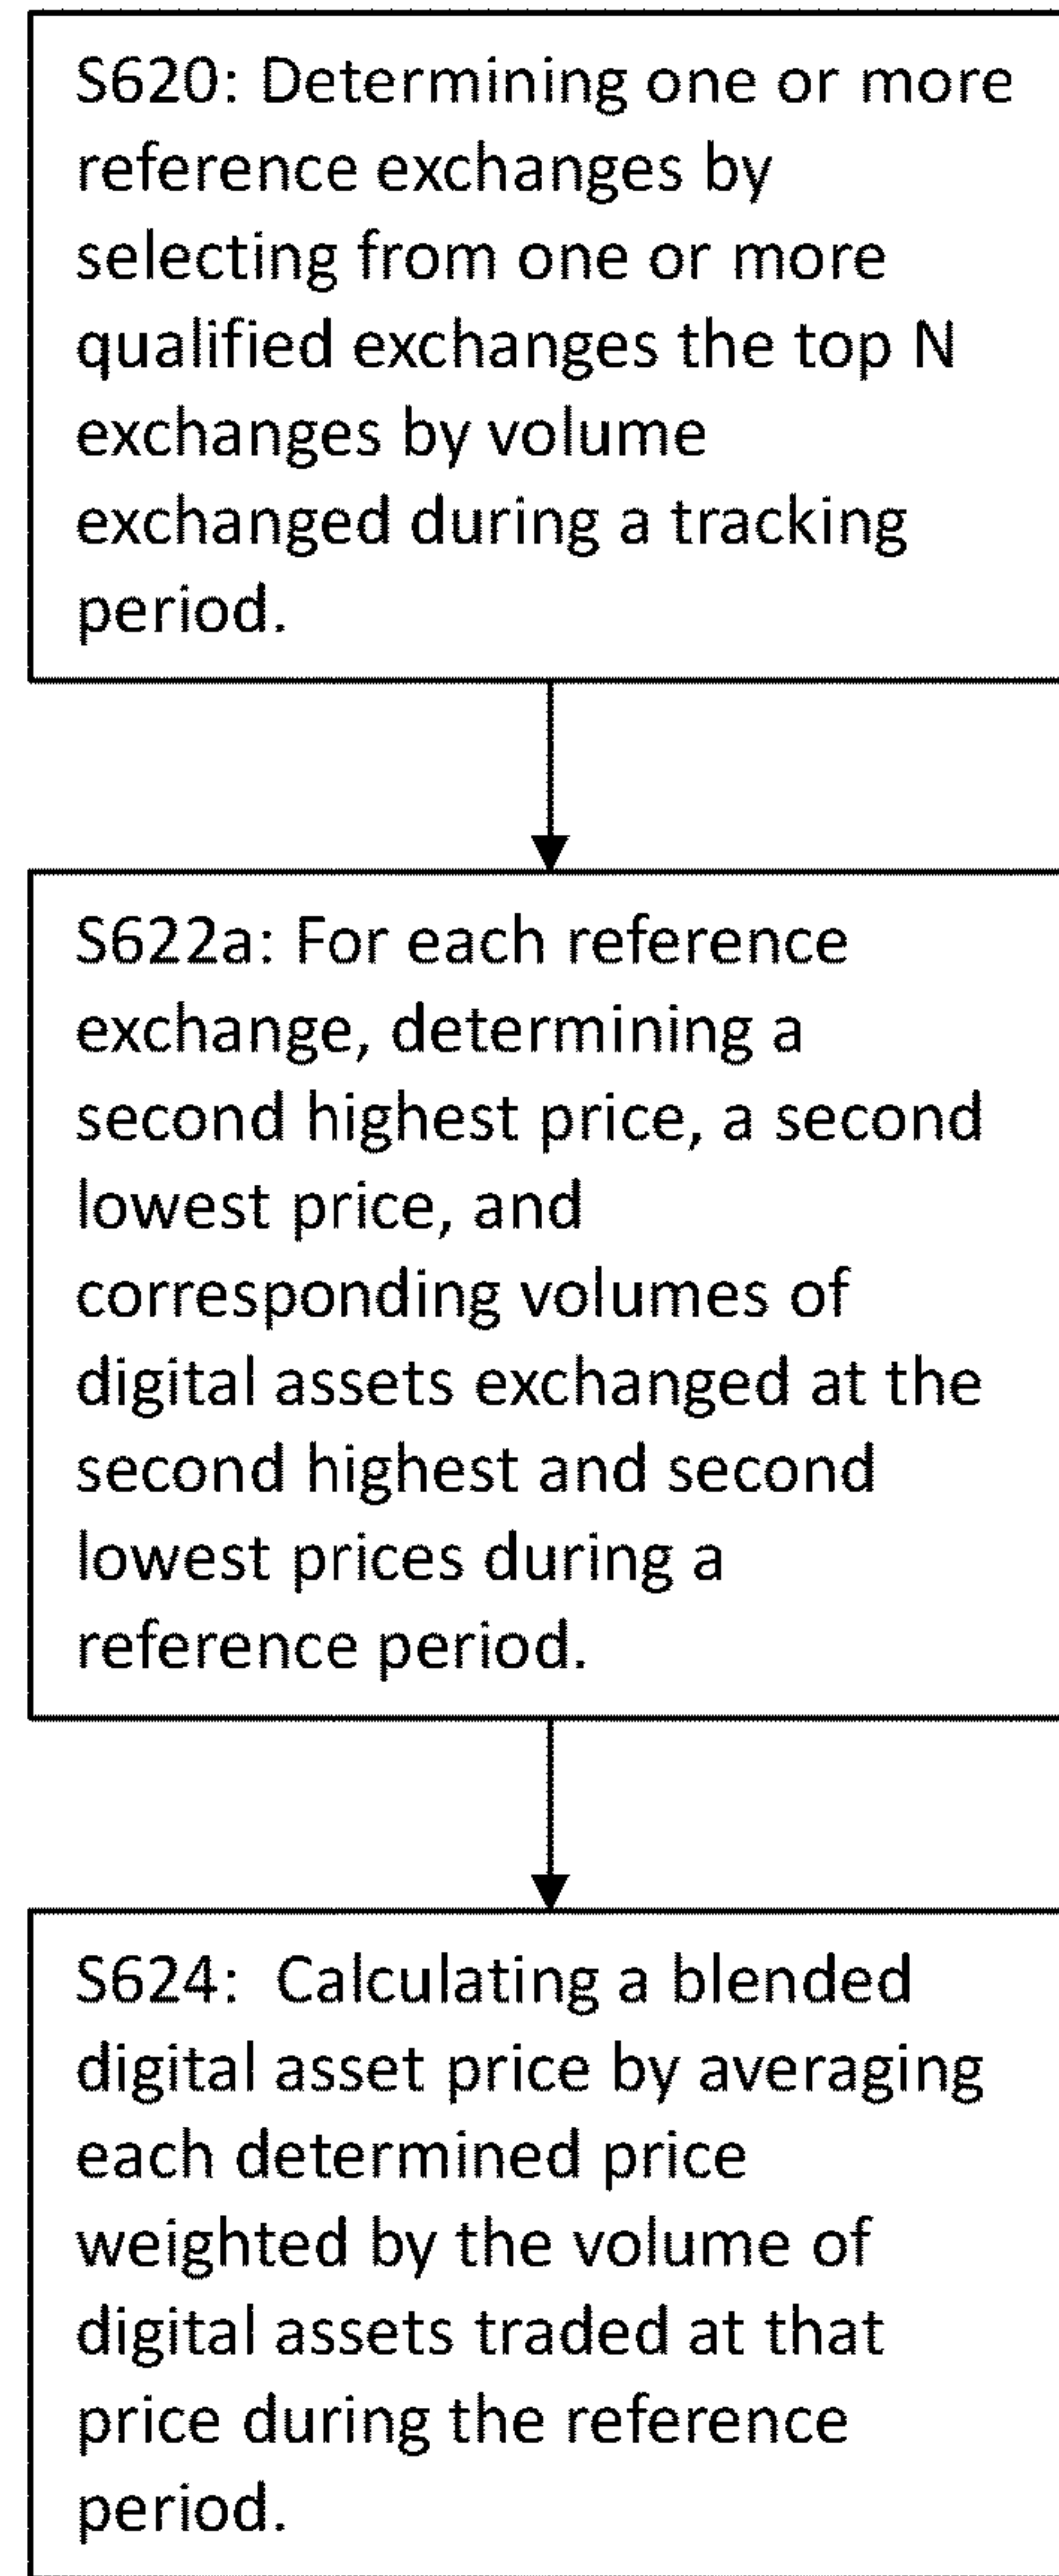 S620: Determining one or more
reference exchanges by
selecting from one or more
qualified exchanges the top N
exchanges by volume
exchanged during a tracking
period.
S622a: For each reference
exchange, determining a
second highest price, a second
lowest price, and
corresponding volumes of
digital assets exchanged at the
second highest and second
lowest prices during a
reference period.
S624:  Calculating a blended
digital asset price by averaging
each determined price
weighted by the volume of
digital assets traded at that
price during the reference
period.